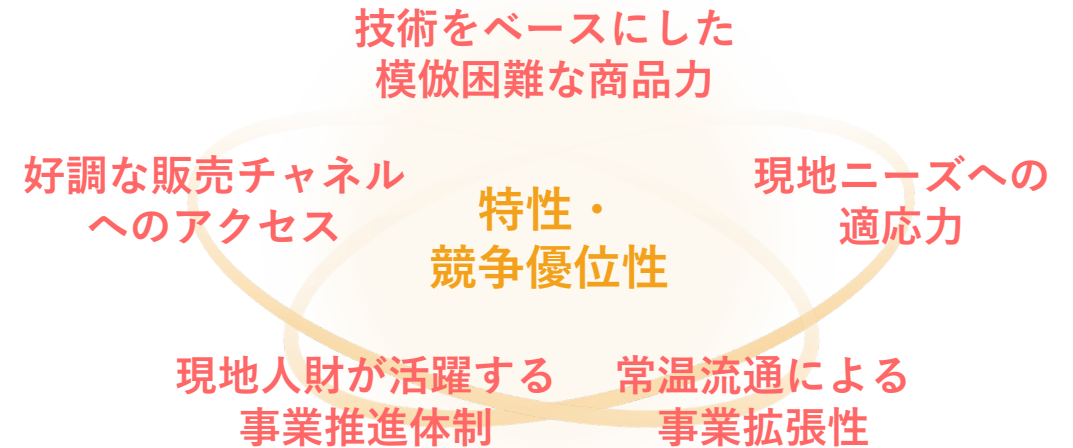 技術をベースにした
模倣困難な商品力
好調な販売チャネル
へのアクセス
現地ニーズへの
適応力
特性・
競争優位性
現地人財が活躍する
事業推進体制
常温流通による
事業拡張性